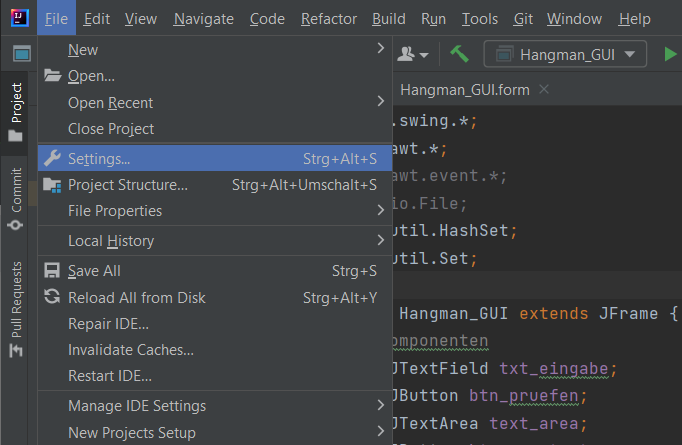 IJ
File Edit View Navigate Code Refactor Build Run Tools Git Window Help
Hangman_GUI
Project
Commit
Pull Requests
New
Open...
Open Recent
Close Project
Settings... Strg+Alt+S
Project Structure... Strg+Alt+Umschalt+S
File Properties
Local History
Save All Strg+S
Reload All from Disk Strg+Alt+Y
Repair IDE...
Invalidate Caches...
Restart IDE...
Manage IDE Settings
New Projects Setup
Hangman_GUI.form
.swing.*;
awt.*;
awt.event.*;
io.File;
util.HashSet;
util.Set;
Hangman_GUI extends JFrame {
omponenten
JTextField txt_eingabe;
JButton btn_pruefen;
JTextArea text_area;